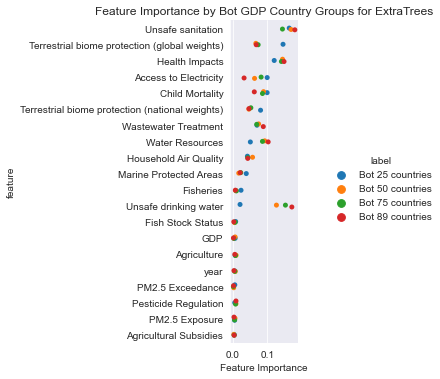 Feature Importance by Bot GDP Country Groups for ExtraTrees
Unsafe sanitation
Terrestrial biome protection (global weights)
Health Impacts
Access to Electricity
Child Mortality
Terrestrial biome protection (national weights)
Wastewater Treatment
Water Resources
Household Air Quality
Marine Protected Areas
Fisheries
Unsafe drinking water
Fish Stock Status
GDP
Agriculture
year
PM2.5 Exceedance
Pesticide Regulation
PM2.5 Exposure
Agricultural Subsidies
feature
0.0 0.1
Feature Importance
label
Bot 25 countries
Bot 50 countries
Bot 75 countries
Bot 89 countries